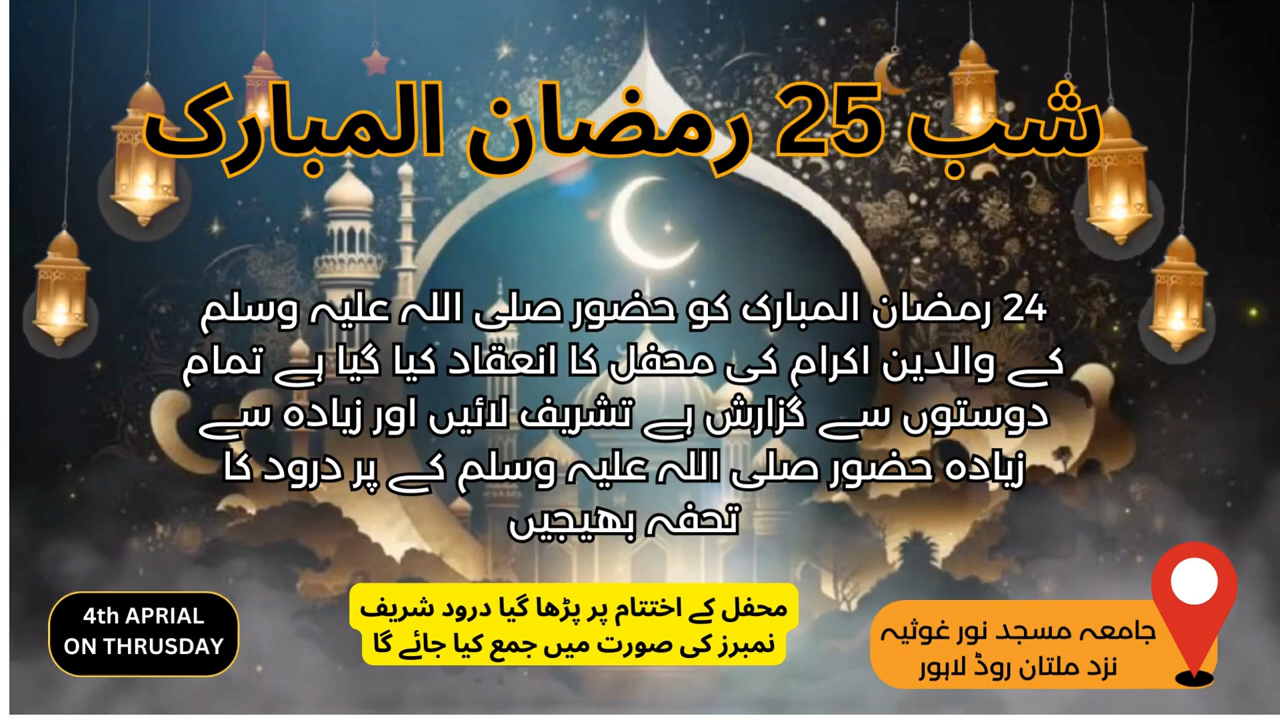 شب 25 رمضان المبارک
24 رمضان المبارک کو حضور صلی اللہ علیہ وسلم
کے والدین اکرام کی محفل کا انعقاد کیا گیا ہے تمام
دوستوں سے گزارش ہے تشریف لائیں اور زیادہ سے
زیادہ حضور صلی اللہ علیہ وسلم کے پر درود کا
تحفہ بھیجیں
محفل کے اختتام پر پڑھا گیا درود شریف
نمبرز کی صورت میں جمع کیا جائے گا
جامعہ مسجد نور غوثیہ
نزد ملتان روڈ لاہور
4th APRIAL
ON THRUSDAY